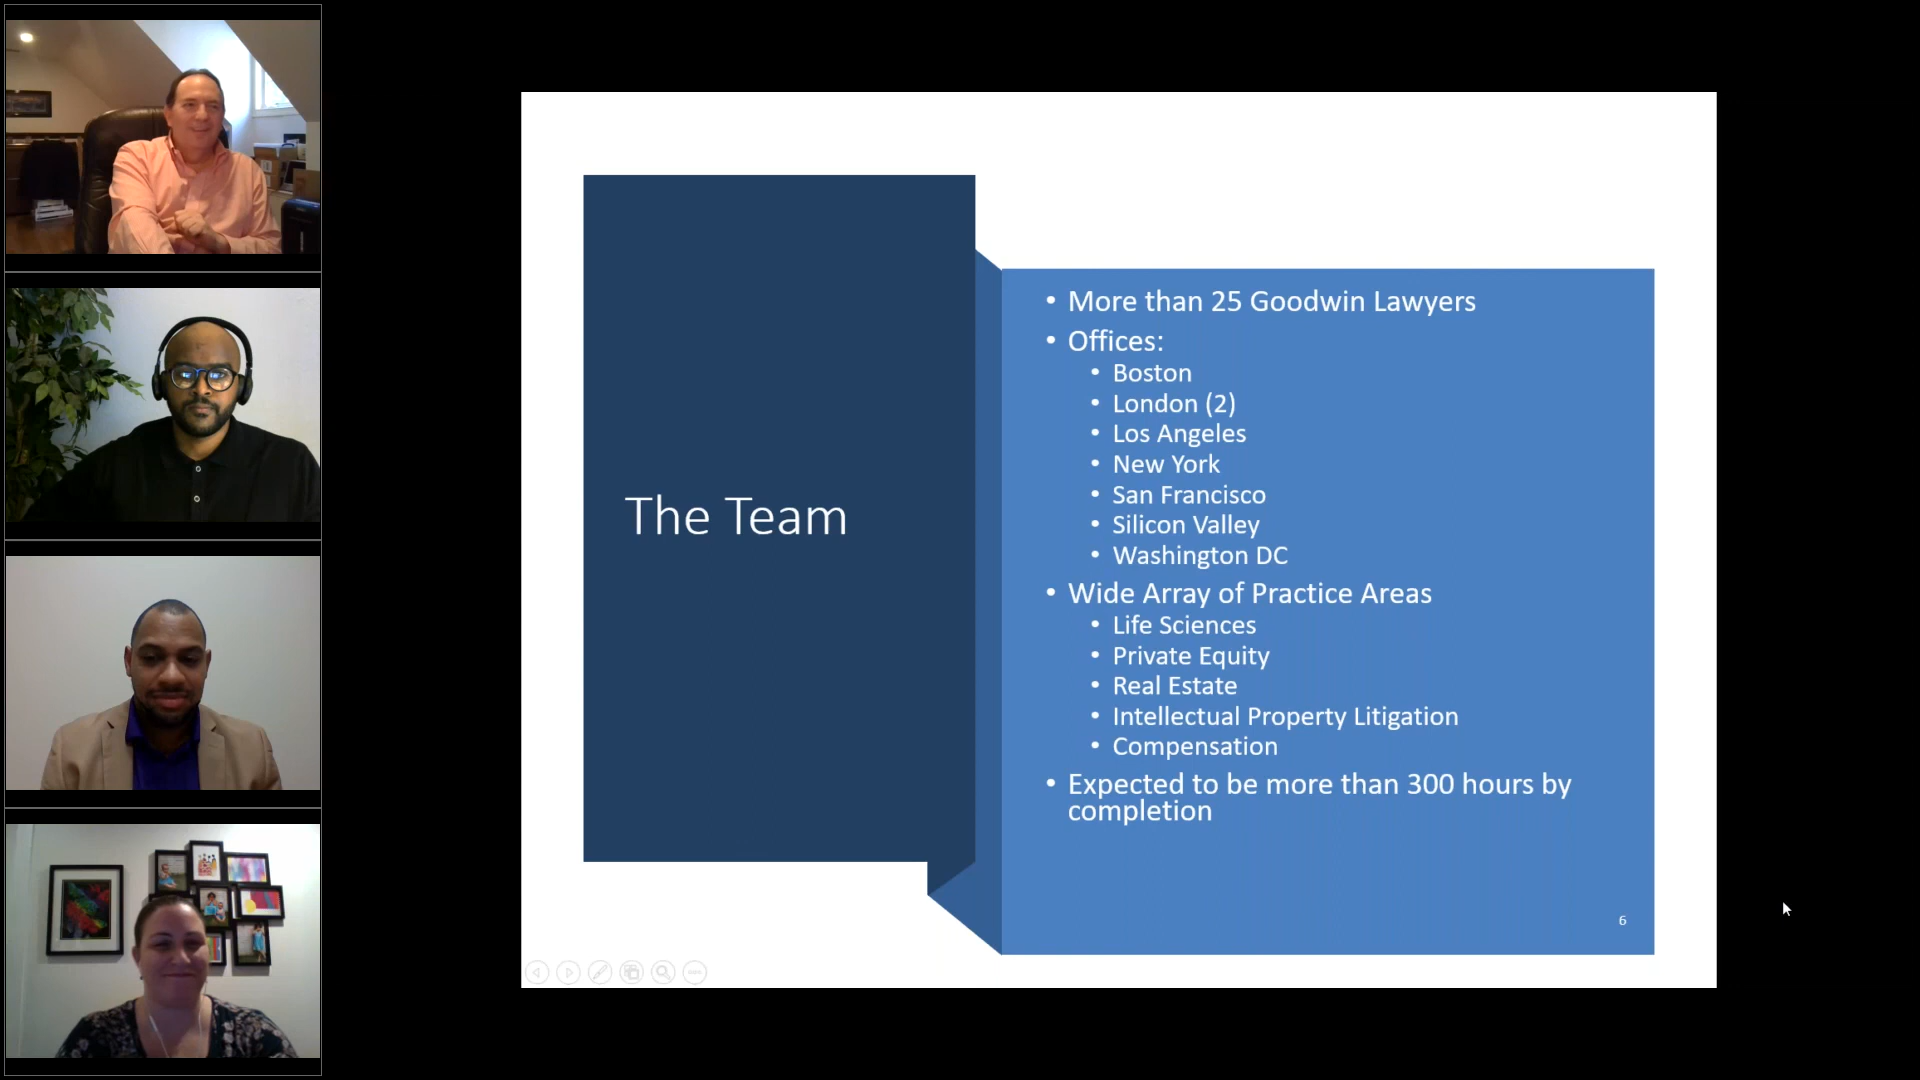 The Team
• More than 25 Goodwin Lawyers
• Offices:
• Boston
• London (2)
• Los Angeles
• New York
• San Francisco
• Silicon Valley
• Washington DC
• Wide Array of Practice Areas
• Life Sciences
• Private Equity
• Real Estate
• Intellectual Property Litigation
• Compensation
• Expected to be more than 300 hours by
completion
6